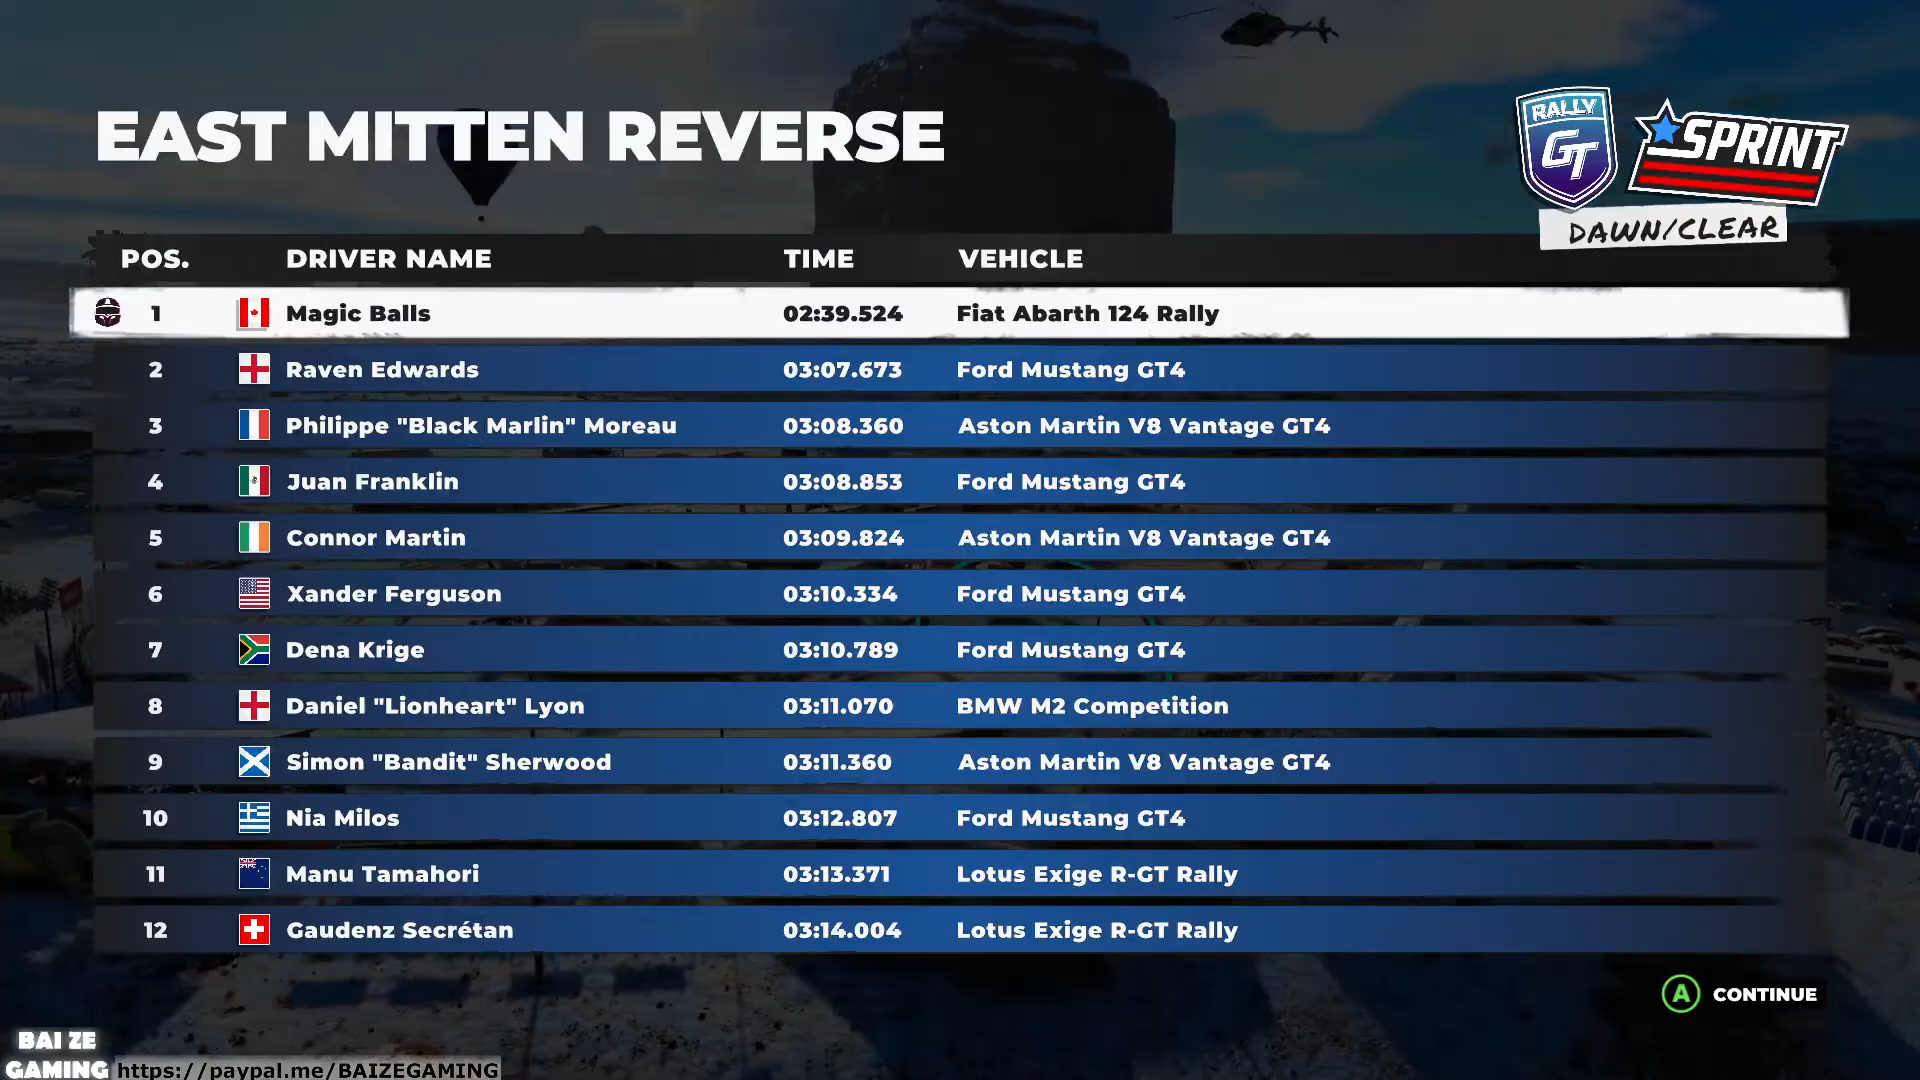 EAST MITTEN REVERSE
RALLY
GT
SPRINT
DAWN/CLEAR
POS. DRIVER NAME TIME VEHICLE
1 Magic Balls 02:39.524 Fiat Abarth 124 Rally
2 Raven Edwards 03:07.673 Ford Mustang GT4
3 Philippe "Black Marlin" Moreau 03:08.360 Aston Martin V8 Vantage GT4
4 Juan Franklin 03:08.853 Ford Mustang GT4
5 Connor Martin 03:09.824 Aston Martin V8 Vantage GT4
6 Xander Ferguson 03:10.334 Ford Mustang GT4
7 Dena Krige 03:10.789 Ford Mustang GT4
8 Daniel "Lionheart" Lyon 03:11.070 BMW M2 Competition
9 Simon "Bandit" Sherwood 03:11.360 Aston Martin V8 Vantage GT4
10 Nia Milos 03:12.807 Ford Mustang GT4
11 Manu Tamahori 03:13.371 Lotus Exige R-GT Rally
12 Gaudenz Secrétan 03:14.004 Lotus Exige R-GT Rally
A CONTINUE
BAI ZE
GAMING https://paypal.me/BAIZEGAMING